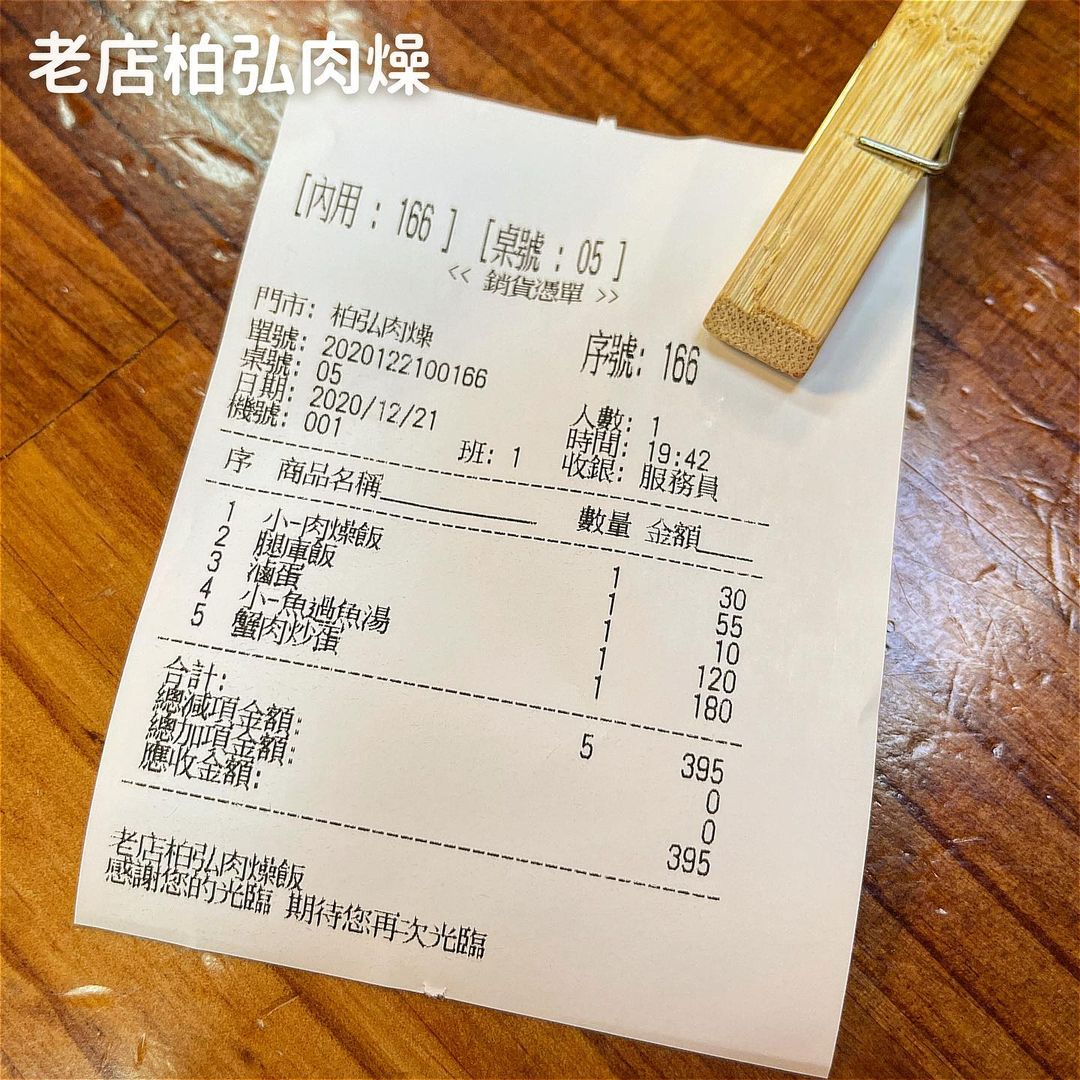 老店柏弘肉燥
[內用 : 166 ] [桌號 : 05 ]
<< 銷貨憑單 >>
門市: 柏弘肉燥
單號: 2020122100166 序號: 166
桌號: 05
日期: 2020/12/21 人數: 1
機號: 001 時間: 19:42
班: 1 收銀: 服務員
序 商品名稱 數量 金額
1 小-肉燥飯 1 30
2 腿庫飯 1 55
3 滷蛋 1 10
4 小-魚過魚湯 1 120
5 蟹肉炒蛋 1 180
合計: 5 395
總減項金額: 0
總加項金額: 0
應收金額: 395
老店柏弘肉燥飯
感謝您的光臨 期待您再次光臨